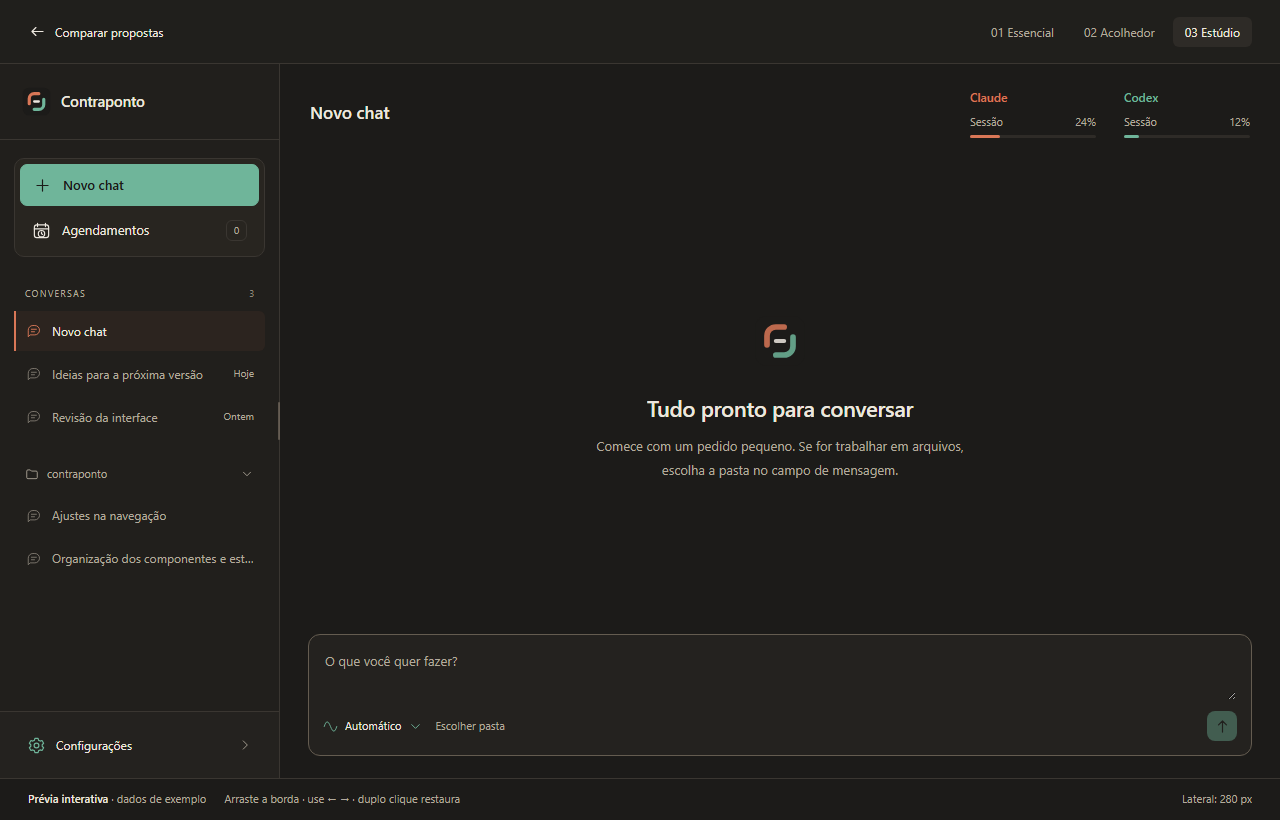 Comparar propostas
01 Essencial
02 Acolhedor
03 Estúdio
Contraponto
Novo chat
Agendamentos
0
CONVERSAS
3
Novo chat
Ideias para a próxima versão
Hoje
Revisão da interface
Ontem
contraponto
Ajustes na navegação
Organização dos componentes e est...
Configurações
Novo chat
Claude
Sessão
24%
Codex
Sessão
12%
Tudo pronto para conversar
Comece com um pedido pequeno. Se for trabalhar em arquivos,
escolha a pasta no campo de mensagem.
O que você quer fazer?
Automático
Escolher pasta
Prévia interativa · dados de exemplo
Arraste a borda · use ← → · duplo clique restaura
Lateral: 280 px